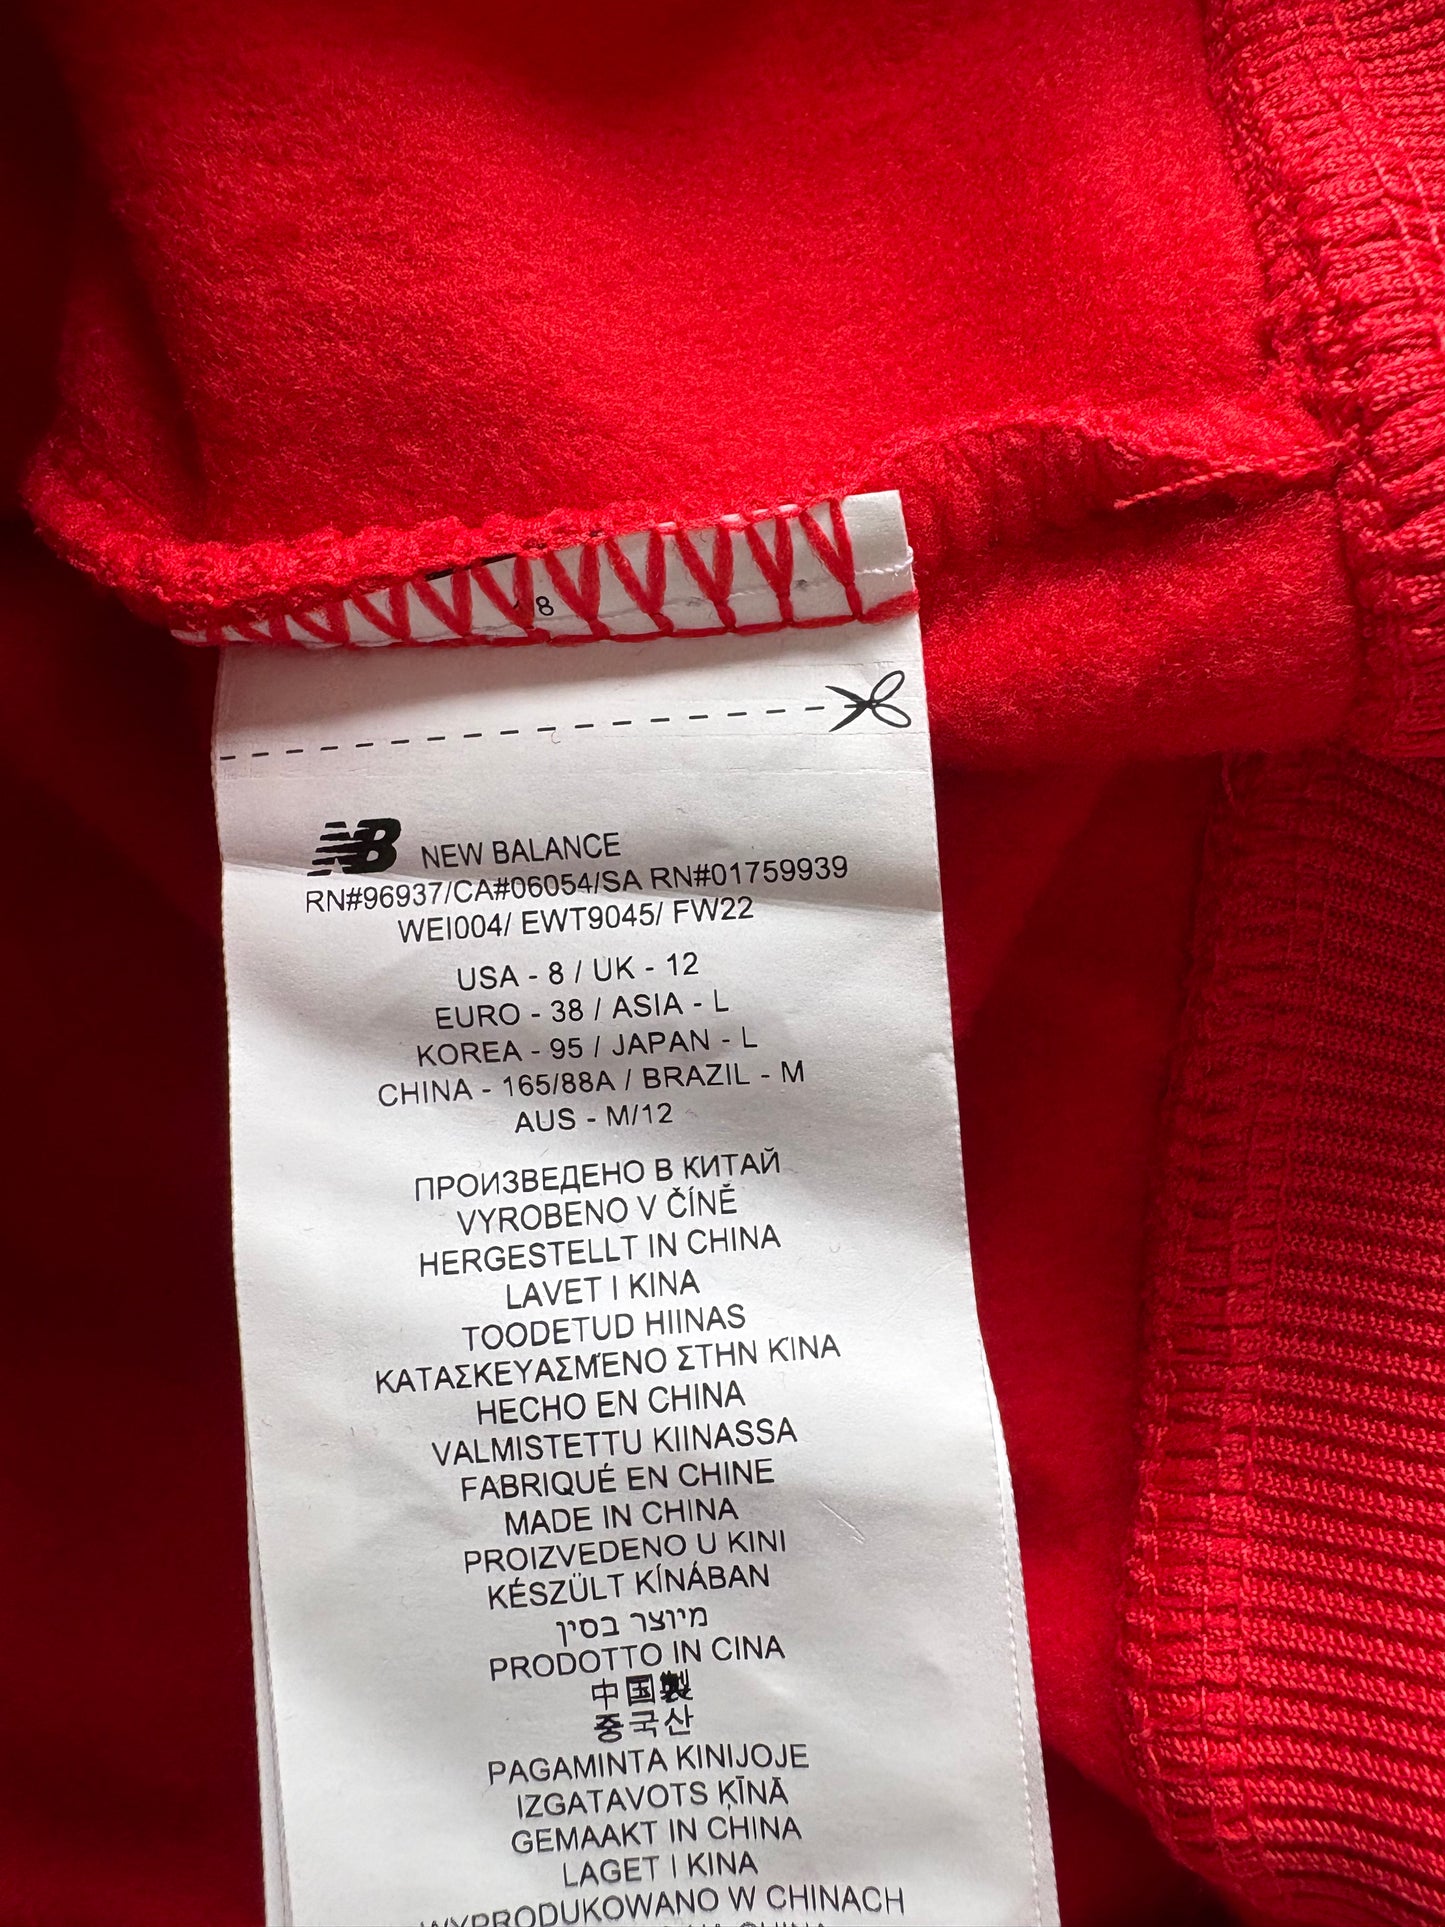 8
NB NEW BALANCE
RN#96937/CA#06054/SA RN#01759939
WEI004/ EWT9045/ FW22
USA - 8 / UK - 12
EURO - 38 / ASIA - L
KOREA - 95 / JAPAN - L
CHINA - 165/88A / BRAZIL - M
AUS - M/12
ПРОИЗВЕДЕНО В КИТАЙ
VYROBENO V ČÍNĚ
HERGESTELLT IN CHINA
LAVET I KINA
TOODETUD HIINAS
ΚΑΤΑΣΚΕΥΑΣΜΈΝΟ ΣΤΗΝ ΚΊΝΑ
HECHO EN CHINA
VALMISTETTU KIINASSA
FABRIQUÉ EN CHINE
MADE IN CHINA
PROIZVEDENO U KINI
KÉSZÜLT KÍNÁBAN
מיוצר בסין
PRODOTTO IN CINA
中国製
중국산
PAGAMINTA KINIJOJE
IZGATAVOTS ĶĪNĀ
GEMAAKT IN CHINA
LAGET I KINA
WYPRODUKOWANO W CHINACH